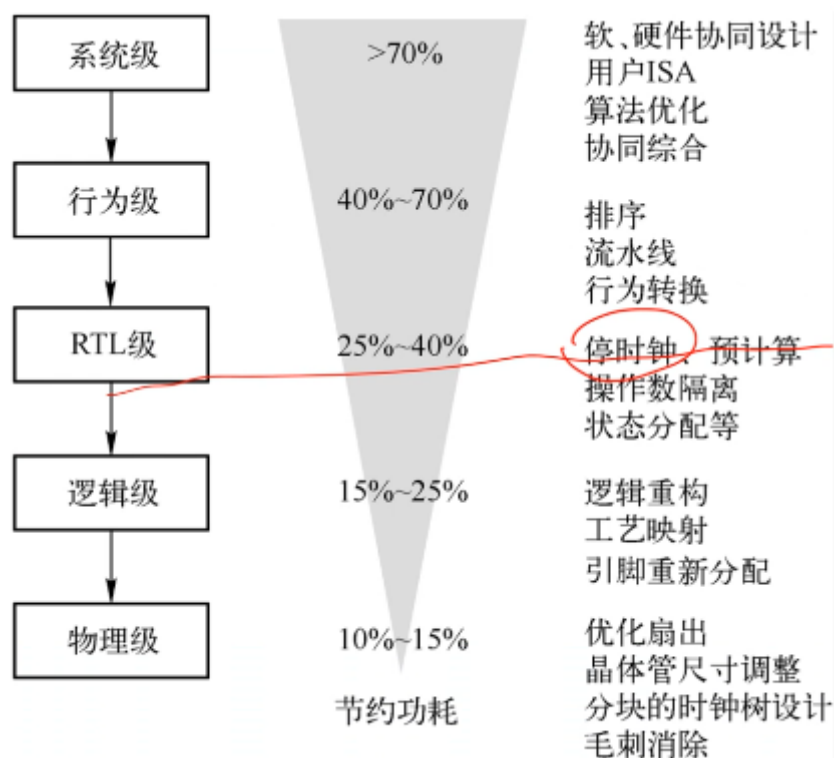 系统级
>70%
软、硬件协同设计
用户ISA
算法优化
协同综合
行为级
40%~70%
排序
流水线
行为转换
RTL级
25%~40%
停时钟、预计算
操作数隔离
状态分配等
逻辑级
15%~25%
逻辑重构
工艺映射
引脚重新分配
物理级
10%~15%
优化扇出
晶体管尺寸调整
分块的时钟树设计
毛刺消除
节约功耗